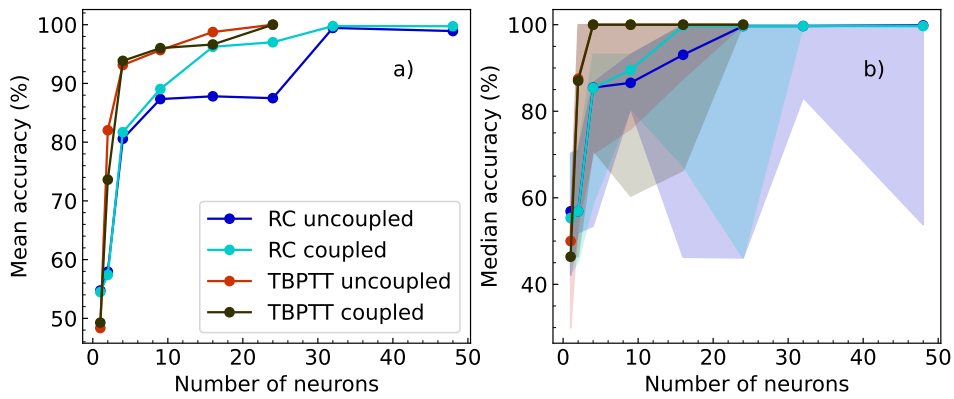 100
90
80
70
60
50
0 10 20 30 40 50
Mean accuracy (%)
Number of neurons
a)
RC uncoupled
RC coupled
TBPTT uncoupled
TBPTT coupled
100
80
60
40
0 10 20 30 40 50
Median accuracy (%)
Number of neurons
b)